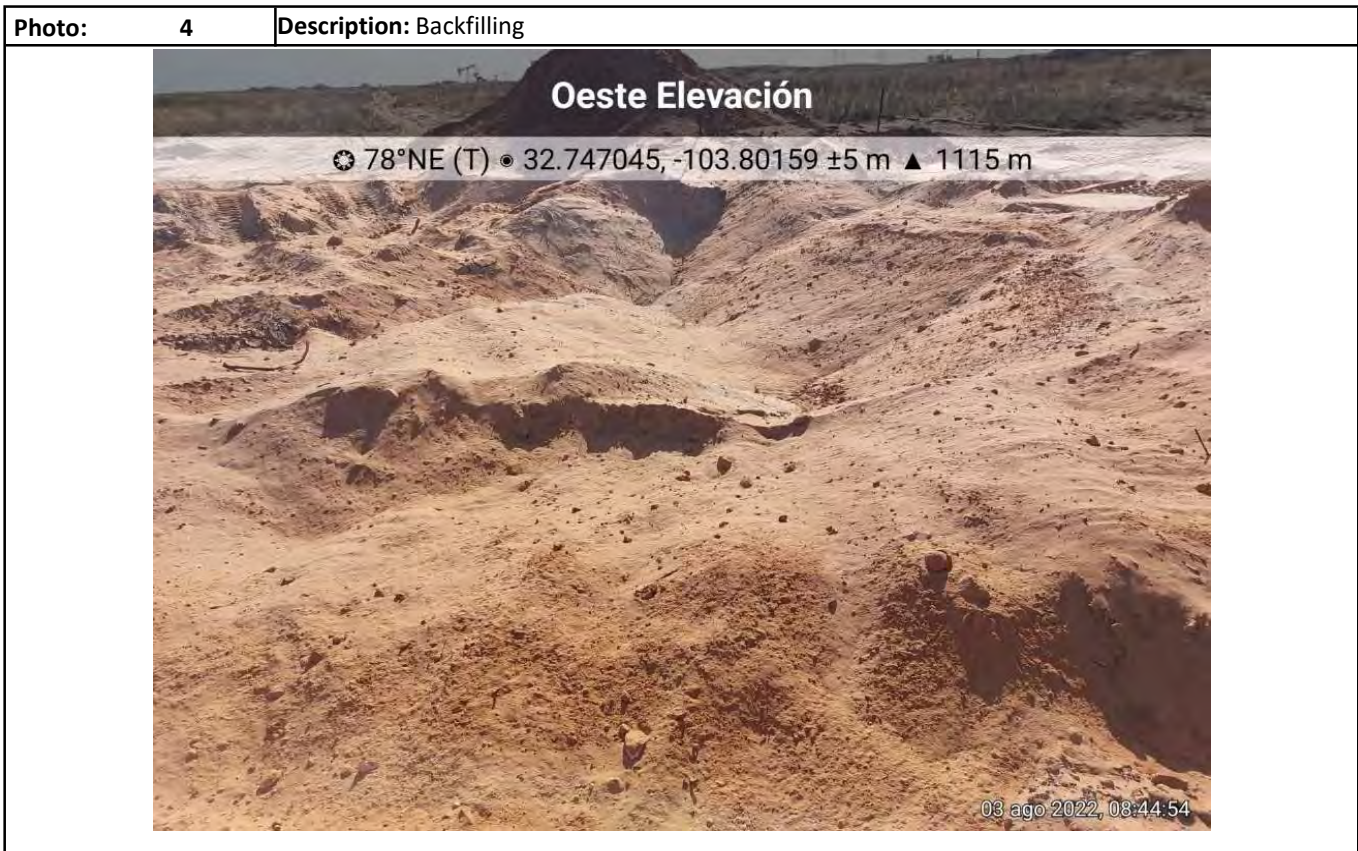 Photo: 4 Description: Backfilling
Oeste Elevación
78°NE (T) ◉ 32.747045, -103.80159 ±5 m ▲ 1115 m
03 ago 2022, 08:44:54